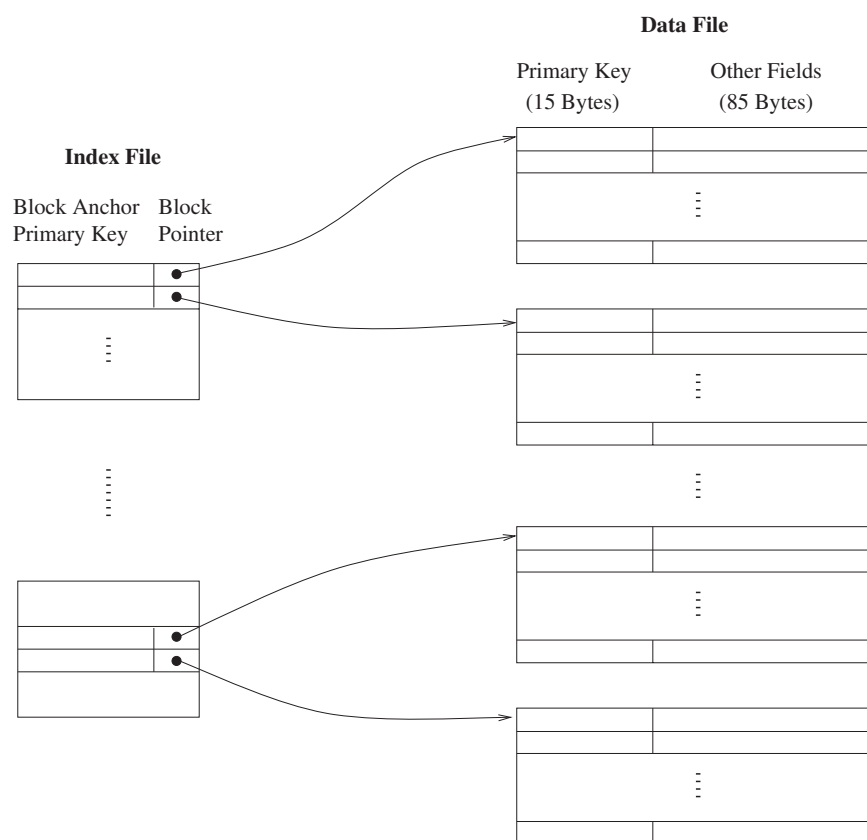 Data File
Primary Key Other Fields
(15 Bytes) (85 Bytes)
Index File
Block Anchor Block
Primary Key Pointer